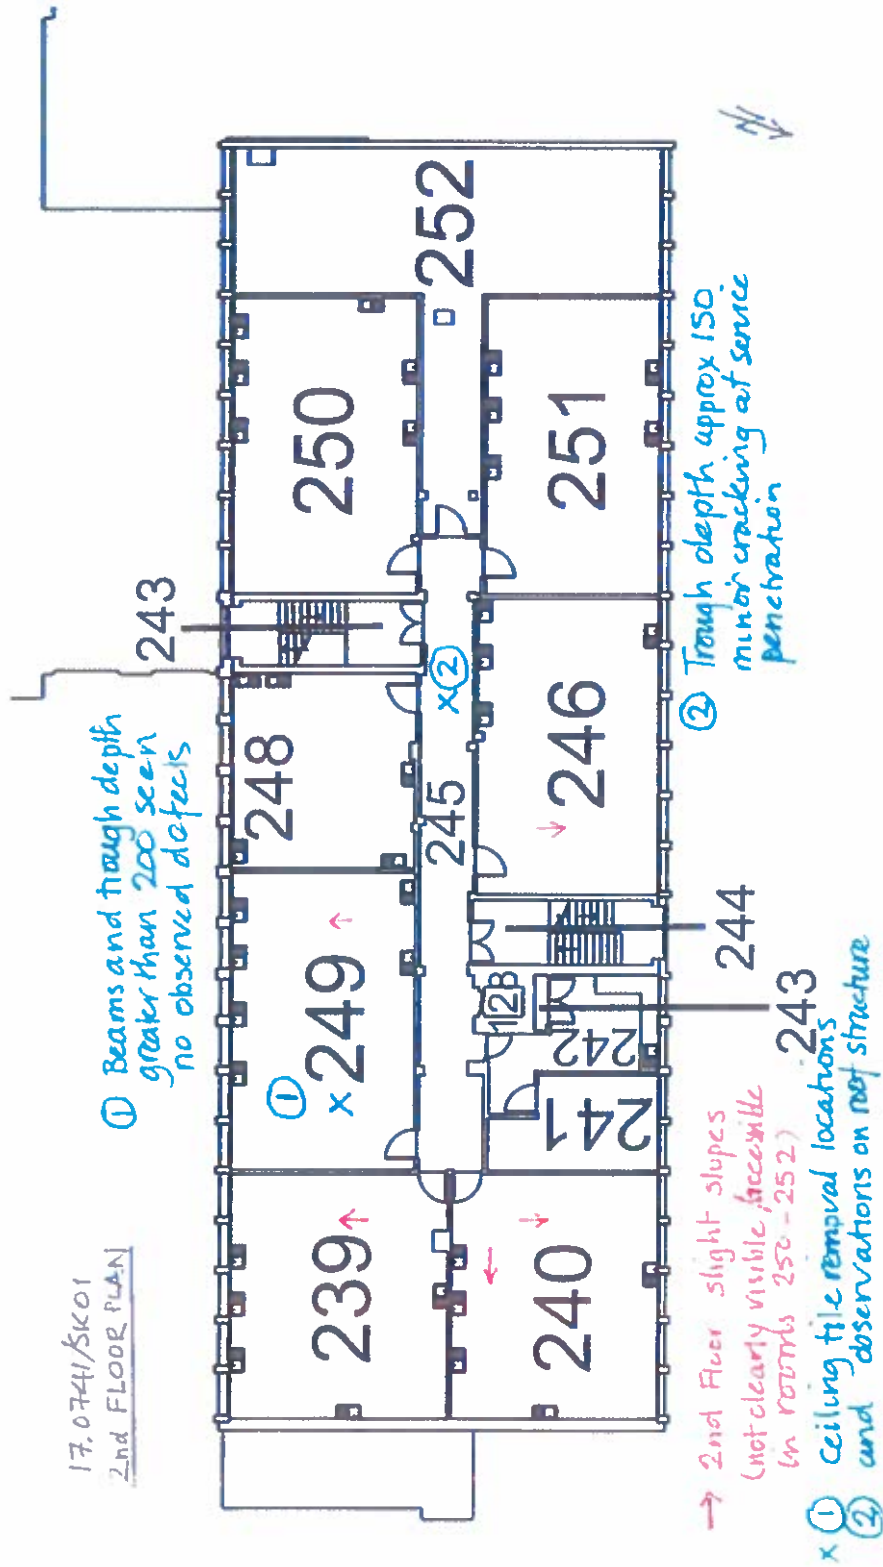 17.0741/SK01
2nd FLOOR PLAN
① Beams and trough depth
greater than 200 seen
no observed defects
243
239
249
248
250
252
① x
x②
245
240
241
242
12B
246
251
243
244
② Trough depth approx 150
minor cracking at service
penetration
→ 2nd Floor slight slopes
(not clearly visible/accessible
in rooms 250-252)
x ① Ceiling tile removal locations
② and observations on roof structure
N